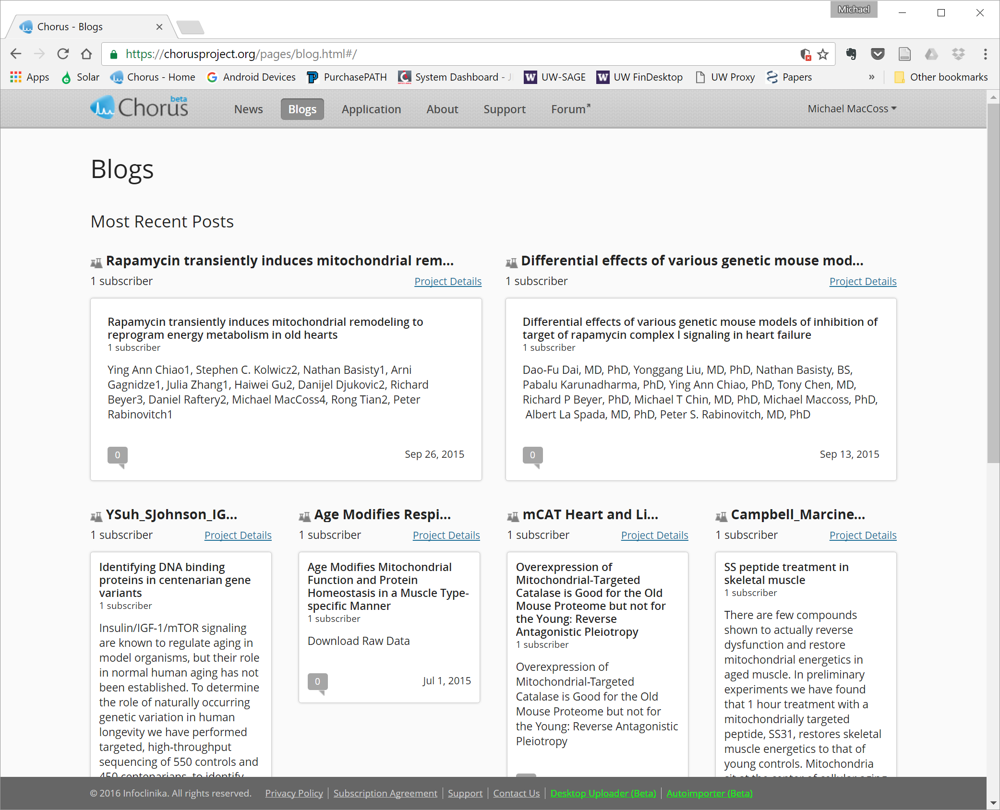 Michael
Chorus - Blogs
https://chorusproject.org/pages/blog.html#/
Apps Solar Chorus - Home Android Devices PurchasePATH System Dashboard - UW-SAGE UW FinDesktop UW Proxy Papers » Other bookmarks
Chorus beta News Blogs Application About Support Forum Michael MacCoss
Blogs
Most Recent Posts
Rapamycin transiently induces mitochondrial rem...
1 subscriber Project Details
Rapamycin transiently induces mitochondrial remodeling to
reprogram energy metabolism in old hearts
1 subscriber
Ying Ann Chiao1, Stephen C. Kolwicz2, Nathan Basisty1, Arni
Gagnidze1, Julia Zhang1, Haiwei Gu2, Danijel Djukovic2, Richard
Beyer3, Daniel Raftery2, Michael MacCoss4, Rong Tian2, Peter
Rabinovitch1
0 Sep 26, 2015
Differential effects of various genetic mouse mod...
1 subscriber Project Details
Differential effects of various genetic mouse models of inhibition of
target of rapamycin complex I signaling in heart failure
1 subscriber
Dao-Fu Dai, MD, PhD, Yonggang Liu, MD, PhD, Nathan Basisty, BS,
Pabalu Karunadharma, PhD, Ying Ann Chiao, PhD, Tony Chen, MD,
Richard P Beyer, PhD, Michael T Chin, MD, PhD, Michael Maccoss, PhD,
Albert La Spada, MD, PhD, Peter S. Rabinovitch, MD, PhD
0 Sep 13, 2015
YSuh_SJohnson_IG...
1 subscriber Project Details
Identifying DNA binding
proteins in centenarian gene
variants
1 subscriber
Insulin/IGF-1/mTOR signaling
are known to regulate aging in
model organisms, but their role
in normal human aging has not
been established. To determine
the role of naturally occurring
genetic variation in human
longevity we have performed
targeted, high-throughput
sequencing of 550 controls and
450 centenarians, to identify
Age Modifies Respi...
1 subscriber Project Details
Age Modifies Mitochondrial
Function and Protein
Homeostasis in a Muscle Type-
specific Manner
1 subscriber
Download Raw Data
0 Jul 1, 2015
mCAT Heart and Li...
1 subscriber Project Details
Overexpression of
Mitochondrial-Targeted
Catalase is Good for the Old
Mouse Proteome but not for
the Young: Reverse
Antagonistic Pleiotropy
1 subscriber
Overexpression of
Mitochondrial-Targeted
Catalase is Good for the Old
Mouse Proteome but not for
the Young: Reverse Antagonistic
Pleiotropy
Campbell_Marcine...
1 subscriber Project Details
SS peptide treatment in
skeletal muscle
1 subscriber
There are few compounds
shown to actually reverse
dysfunction and restore
mitochondrial energetics in
aged muscle. In preliminary
experiments we have found
that 1 hour treatment with a
mitochondrially targeted
peptide, SS31, restores skeletal
muscle energetics to that of
young controls. Mitochondria
sit at the center of cellular aging
© 2016 Infoclinika. All rights reserved. Privacy Policy Subscription Agreement Support Contact Us Desktop Uploader (Beta) Autoimporter (Beta)